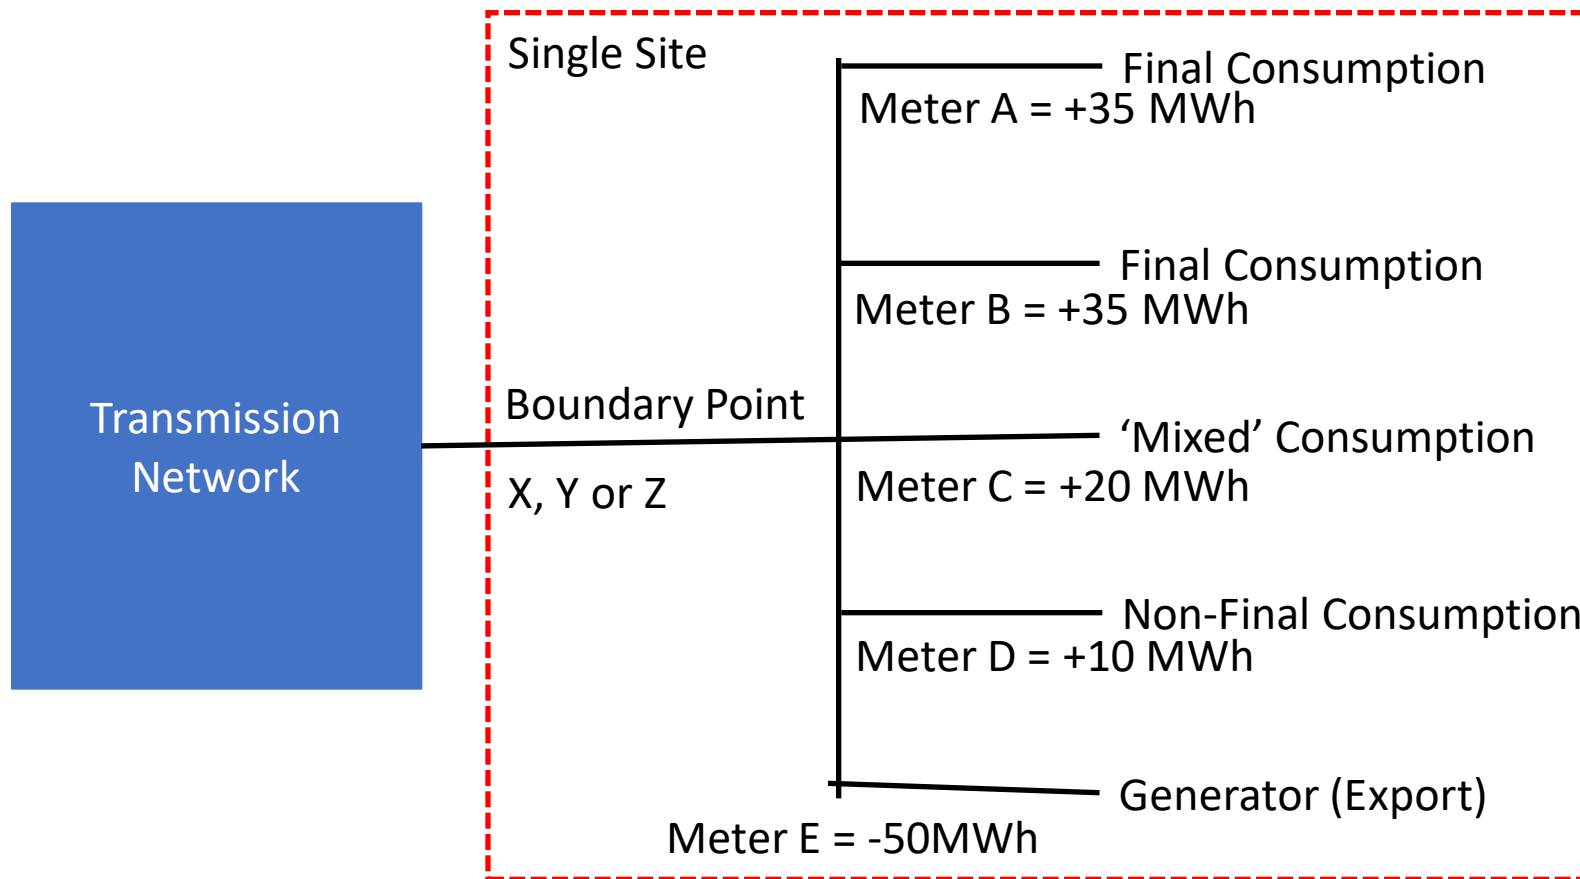 Single Site
Final Consumption
Meter A = +35 MWh
Final Consumption
Meter B = +35 MWh
Transmission
Network
Boundary Point
X, Y or Z
‘Mixed’ Consumption
Meter C = +20 MWh
Non-Final Consumption
Meter D = +10 MWh
Generator (Export)
Meter E = -50MWh